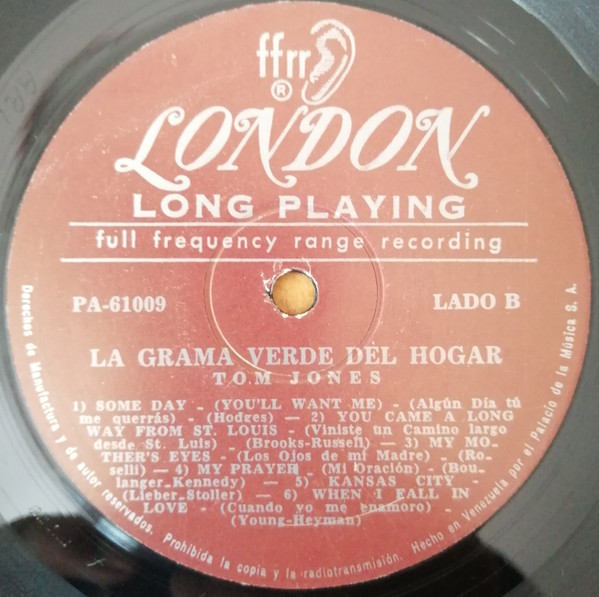 ffrr
®
LONDON
LONG PLAYING
full frequency range recording
PA-61009
LADO B
LA GRAMA VERDE DEL HOGAR
TOM JONES
1) SOME DAY - (YOU'LL WANT ME) - (Algún Día tú
me querrás) - (Hodges) — 2) YOU CAME A LONG
WAY FROM ST. LOUIS - (Viniste un Camino largo
desde St. Luis) - (Brooks-Russell) — 3) MY MO-
THER'S EYES - (Los Ojos de mi Madre) - (Ro-
selli) — 4) MY PRAYER - (Mi Oración) - (Bou-
langer-Kennedy) — 5) KANSAS CITY -
(Lieber-Stoller) — 6) WHEN I FALL IN
LOVE - (Cuando yo me enamoro) -
(Young-Heyman)
Derechos de Manufactura y de autor reservados. Prohibida la copia y la radiotransmisión. Hecho en Venezuela por el Palacio de la Música S. A.